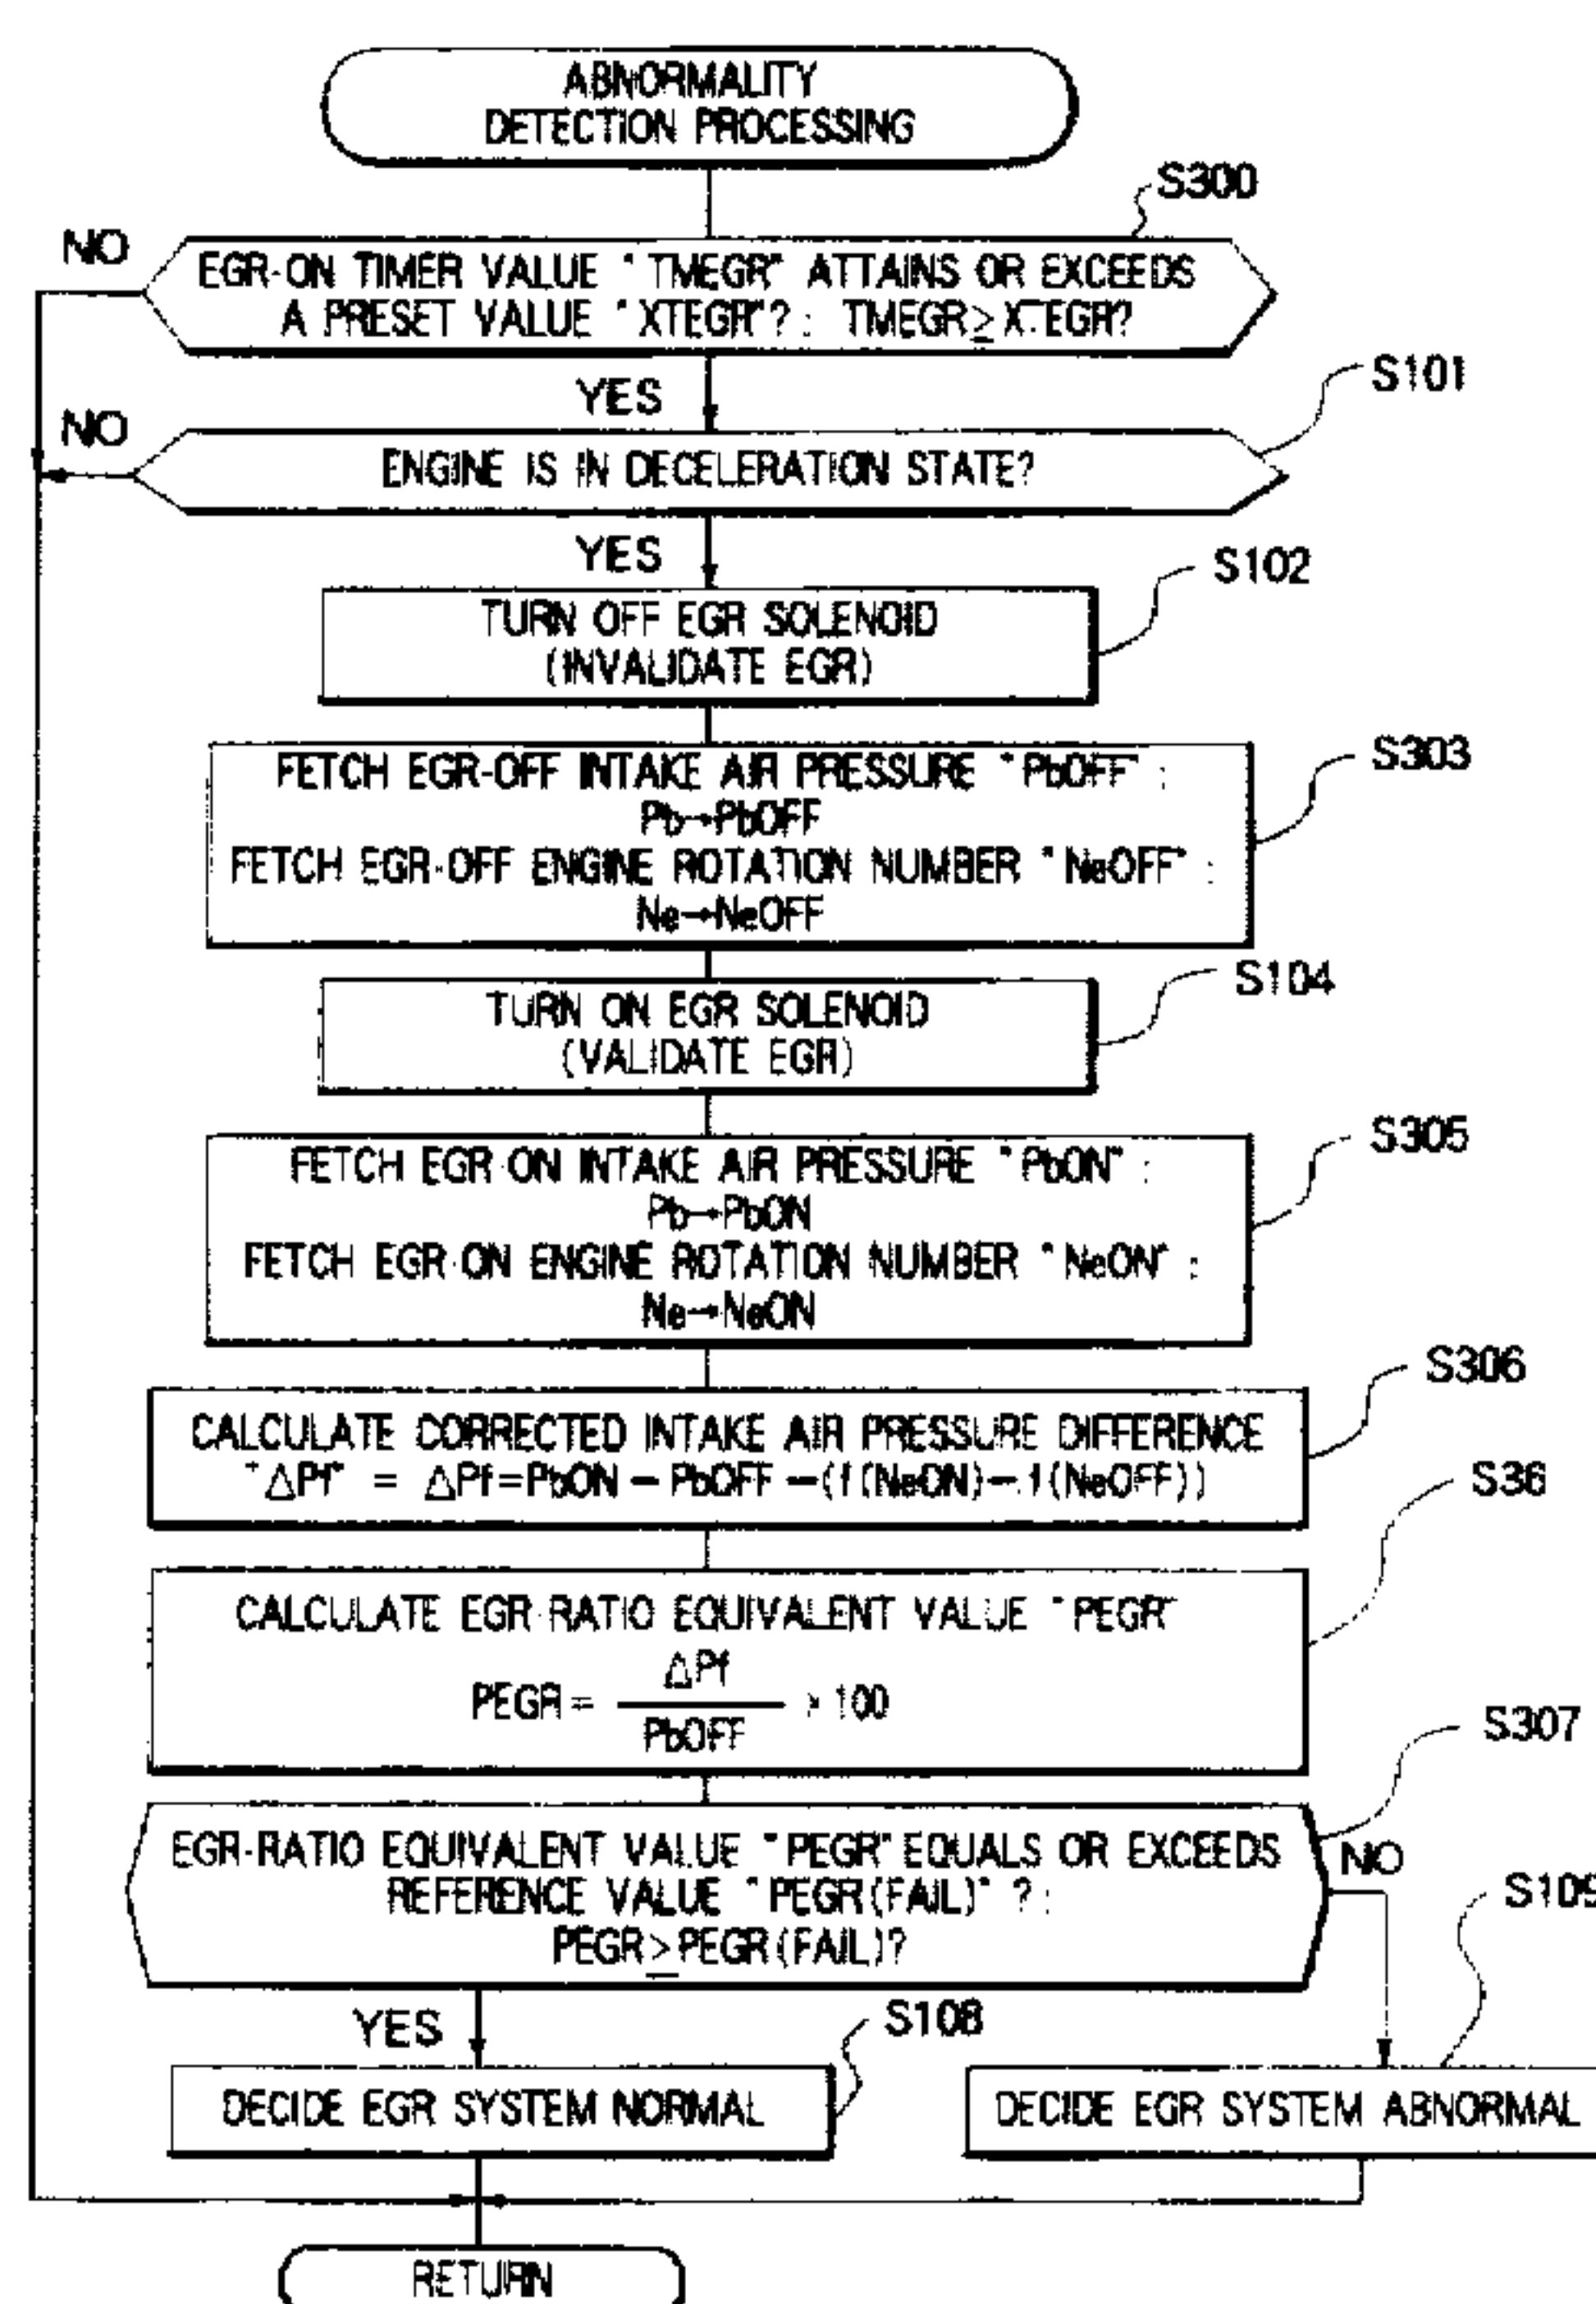 ABNORMALITY
DETECTION PROCESSING
S300
NO
EGR-ON TIMER VALUE "TMEGR" ATTAINS OR EXCEEDS
A PRESET VALUE "XTEGR"?: TMEGR≥XTEGR?
YES
S101
NO
ENGINE IS IN DECELERATION STATE?
YES
S102
TURN OFF EGR SOLENOID
(INVALIDATE EGR)
S303
FETCH EGR-OFF INTAKE AIR PRESSURE "PbOFF":
Pb→PbOFF
FETCH EGR-OFF ENGINE ROTATION NUMBER "NeOFF":
Ne→NeOFF
S104
TURN ON EGR SOLENOID
(VALIDATE EGR)
S305
FETCH EGR-ON INTAKE AIR PRESSURE "PbON":
Pb→PbON
FETCH EGR-ON ENGINE ROTATION NUMBER "NeON":
Ne→NeON
S306
CALCULATE CORRECTED INTAKE AIR PRESSURE DIFFERENCE
"△Pf" = △Pf=PbON-PbOFF-(f(NeON)-f(NeOFF))
S36
CALCULATE EGR-RATIO EQUIVALENT VALUE "PEGR"
△Pf
PEGR = × 100
PbOFF
S307
EGR-RATIO EQUIVALENT VALUE "PEGR" EQUALS OR EXCEEDS
REFERENCE VALUE "PEGR(FAIL)"?:
PEGR≥PEGR(FAIL)?
NO
S109
YES
S108
DECIDE EGR SYSTEM NORMAL
DECIDE EGR SYSTEM ABNORMAL
RETURN